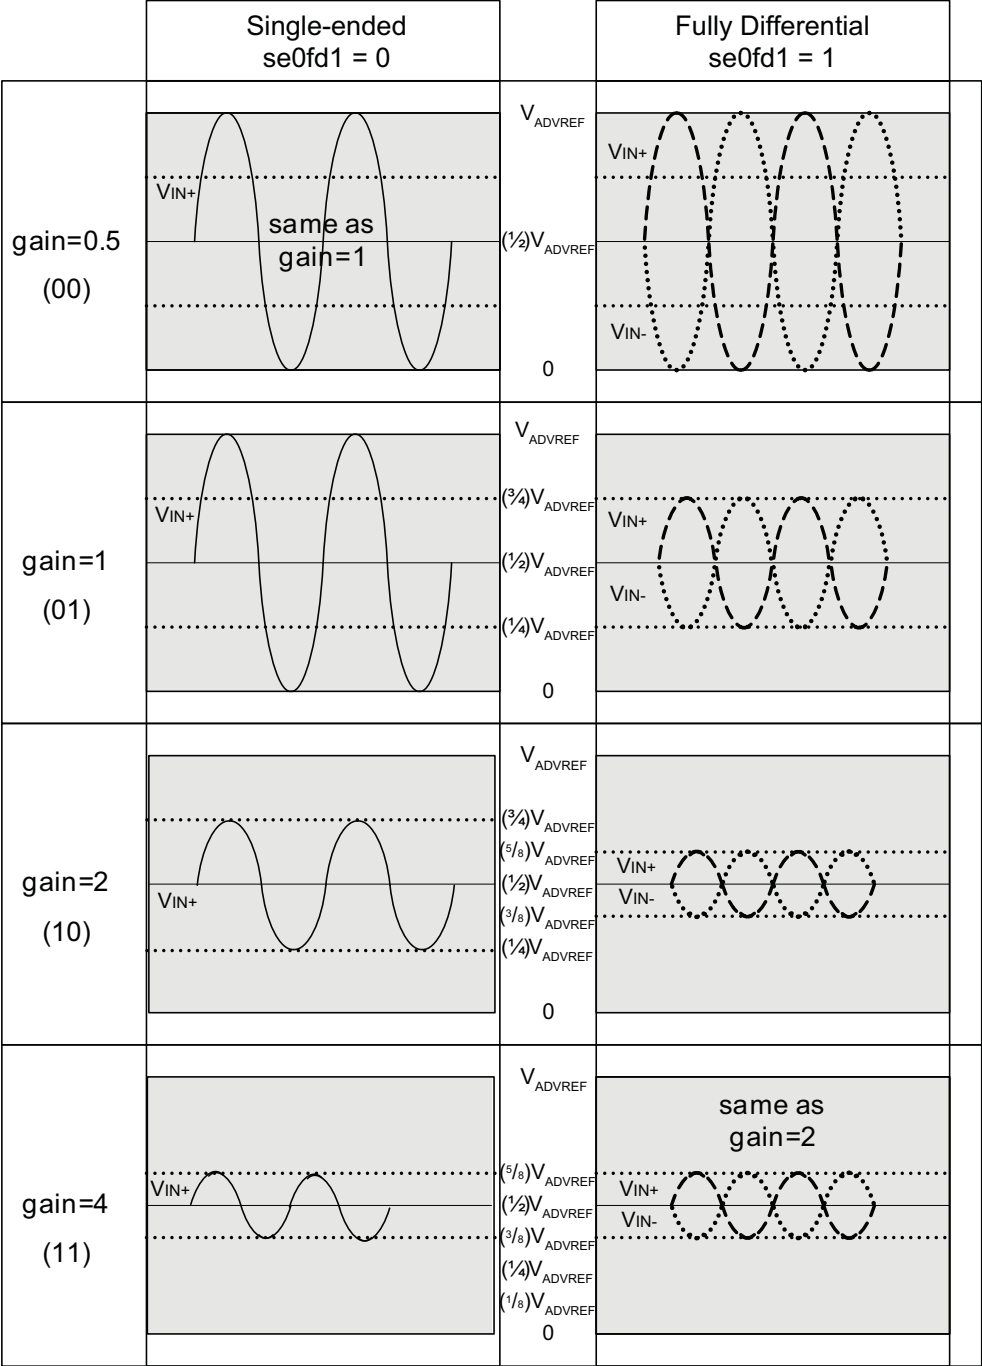 Single-ended
se0fd1 = 0
Fully Differential
se0fd1 = 1
gain=0.5
(00)
VIN+
same as
gain=1
VADVREF
(½)VADVREF
0
VIN+
VIN-
gain=1
(01)
VIN+
VADVREF
(¾)VADVREF
(½)VADVREF
(¼)VADVREF
0
VIN+
VIN-
gain=2
(10)
VIN+
VADVREF
(¾)VADVREF
(5/8)VADVREF
(½)VADVREF
(3/8)VADVREF
(¼)VADVREF
0
VIN+
VIN-
gain=4
(11)
VIN+
VADVREF
(5/8)VADVREF
(½)VADVREF
(3/8)VADVREF
(¼)VADVREF
(1/8)VADVREF
0
same as
gain=2
VIN+
VIN-